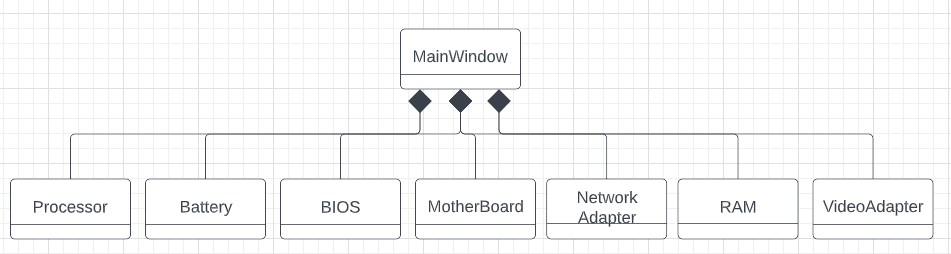 MainWindow
Processor
Battery
BIOS
MotherBoard
Network
Adapter
RAM
VideoAdapter